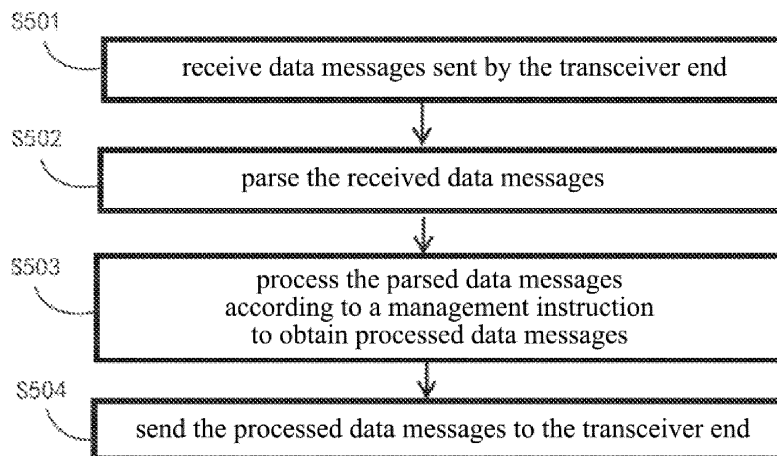 S501
receive data messages sent by the transceiver end
S502
parse the received data messages
S503
process the parsed data messages
according to a management instruction
to obtain processed data messages
S504
send the processed data messages to the transceiver end